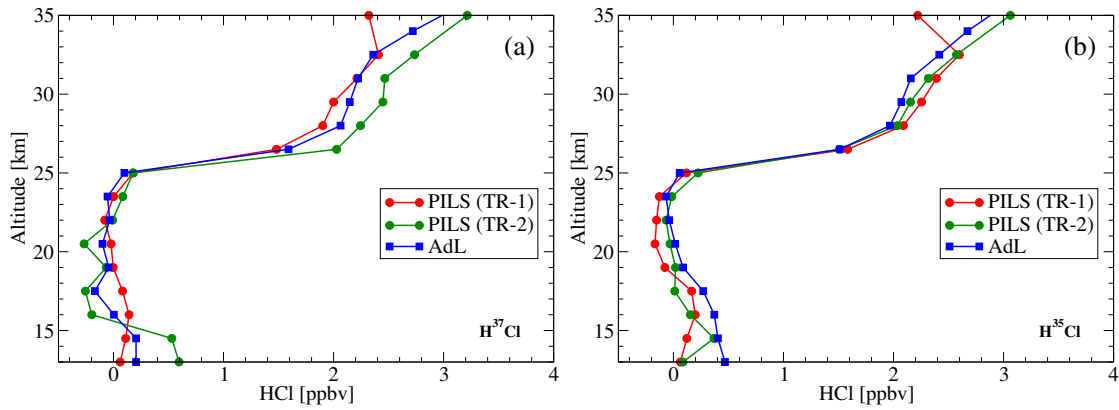 35
30
25
20
15
Altitude [km]
0 1 2 3 4
HCl [ppbv]
(a)
PILS (TR-1)
PILS (TR-2)
AdL
H³⁷Cl
35
30
25
20
15
Altitude [km]
0 1 2 3 4
HCl [ppbv]
(b)
PILS (TR-1)
PILS (TR-2)
AdL
H³⁵Cl